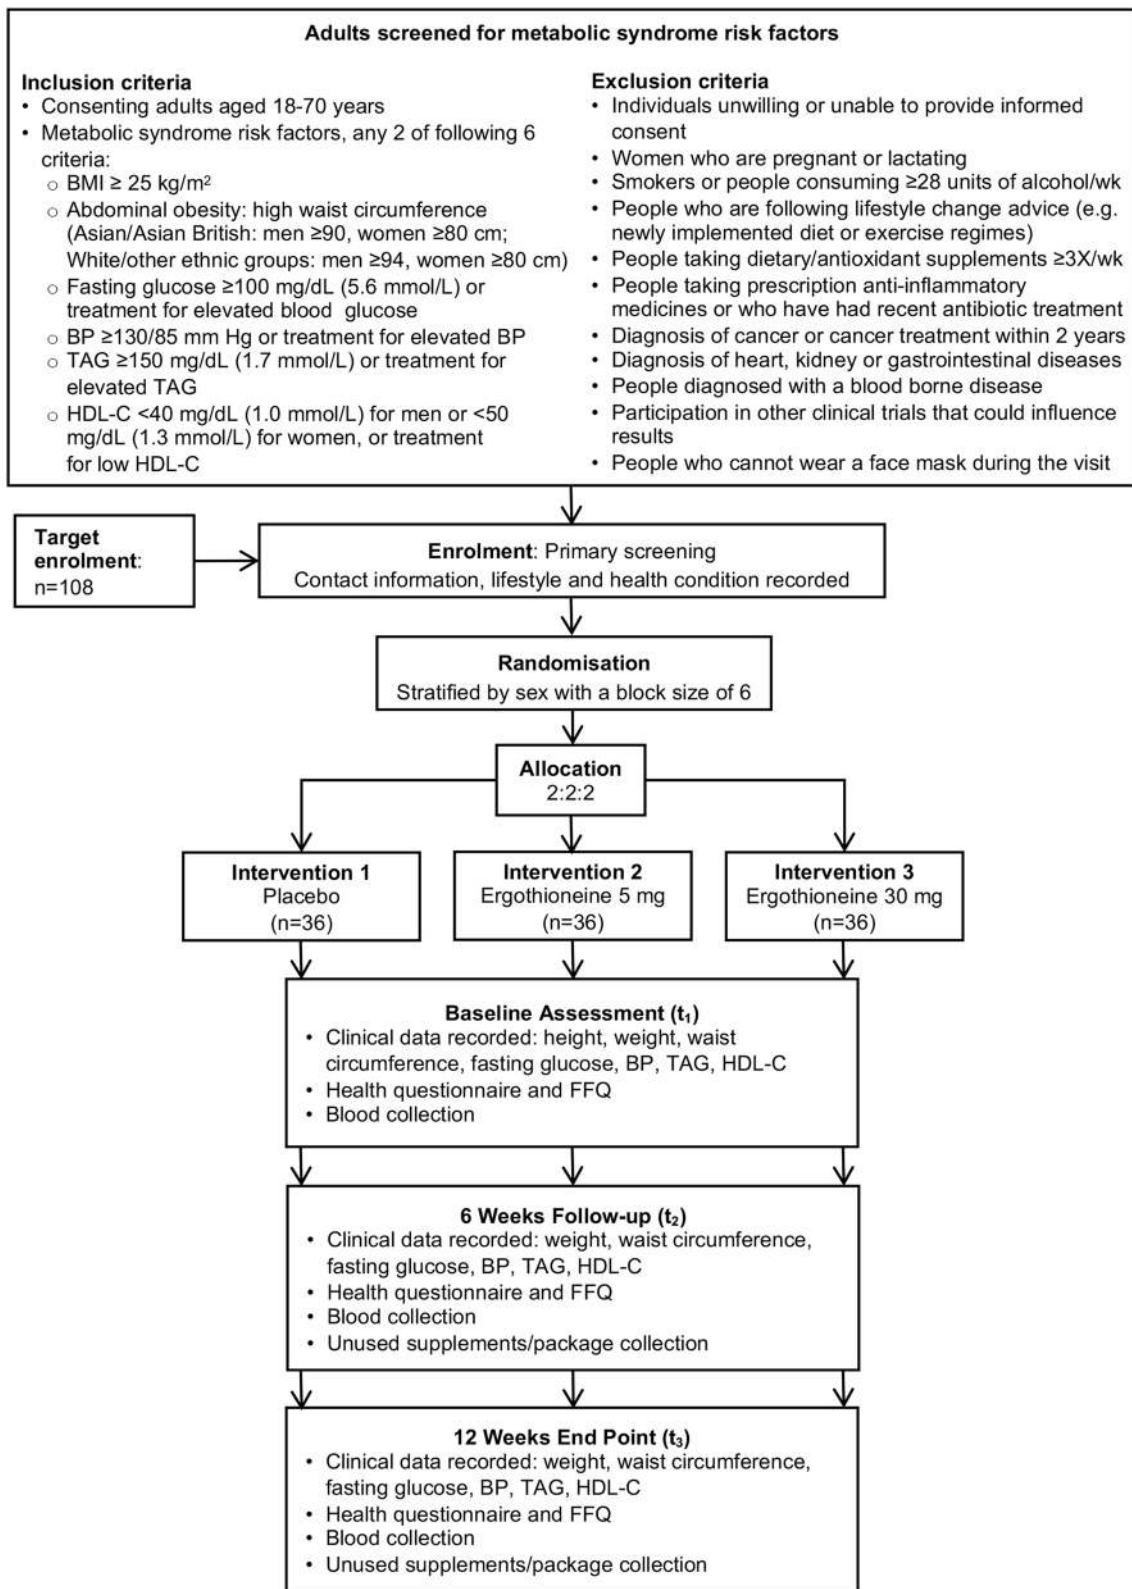 Adults screened for metabolic syndrome risk factors
Inclusion criteria
• Consenting adults aged 18-70 years
• Metabolic syndrome risk factors, any 2 of following 6
criteria:
○ BMI ≥ 25 kg/m²
○ Abdominal obesity: high waist circumference
(Asian/Asian British: men ≥90, women ≥80 cm;
White/other ethnic groups: men ≥94, women ≥80 cm)
○ Fasting glucose ≥100 mg/dL (5.6 mmol/L) or
treatment for elevated blood glucose
○ BP ≥130/85 mm Hg or treatment for elevated BP
○ TAG ≥150 mg/dL (1.7 mmol/L) or treatment for
elevated TAG
○ HDL-C <40 mg/dL (1.0 mmol/L) for men or <50
mg/dL (1.3 mmol/L) for women, or treatment
for low HDL-C
Exclusion criteria
• Individuals unwilling or unable to provide informed
consent
• Women who are pregnant or lactating
• Smokers or people consuming ≥28 units of alcohol/wk
• People who are following lifestyle change advice (e.g.
newly implemented diet or exercise regimes)
• People taking dietary/antioxidant supplements ≥3X/wk
• People taking prescription anti-inflammatory
medicines or who have had recent antibiotic treatment
• Diagnosis of cancer or cancer treatment within 2 years
• Diagnosis of heart, kidney or gastrointestinal diseases
• People diagnosed with a blood borne disease
• Participation in other clinical trials that could influence
results
• People who cannot wear a face mask during the visit
Target
enrolment:
n=108
Enrolment: Primary screening
Contact information, lifestyle and health condition recorded
Randomisation
Stratified by sex with a block size of 6
Allocation
2:2:2
Intervention 1
Placebo
(n=36)
Intervention 2
Ergothioneine 5 mg
(n=36)
Intervention 3
Ergothioneine 30 mg
(n=36)
Baseline Assessment (t₁)
• Clinical data recorded: height, weight, waist
circumference, fasting glucose, BP, TAG, HDL-C
• Health questionnaire and FFQ
• Blood collection
6 Weeks Follow-up (t₂)
• Clinical data recorded: weight, waist circumference,
fasting glucose, BP, TAG, HDL-C
• Health questionnaire and FFQ
• Blood collection
• Unused supplements/package collection
12 Weeks End Point (t₃)
• Clinical data recorded: weight, waist circumference,
fasting glucose, BP, TAG, HDL-C
• Health questionnaire and FFQ
• Blood collection
• Unused supplements/package collection